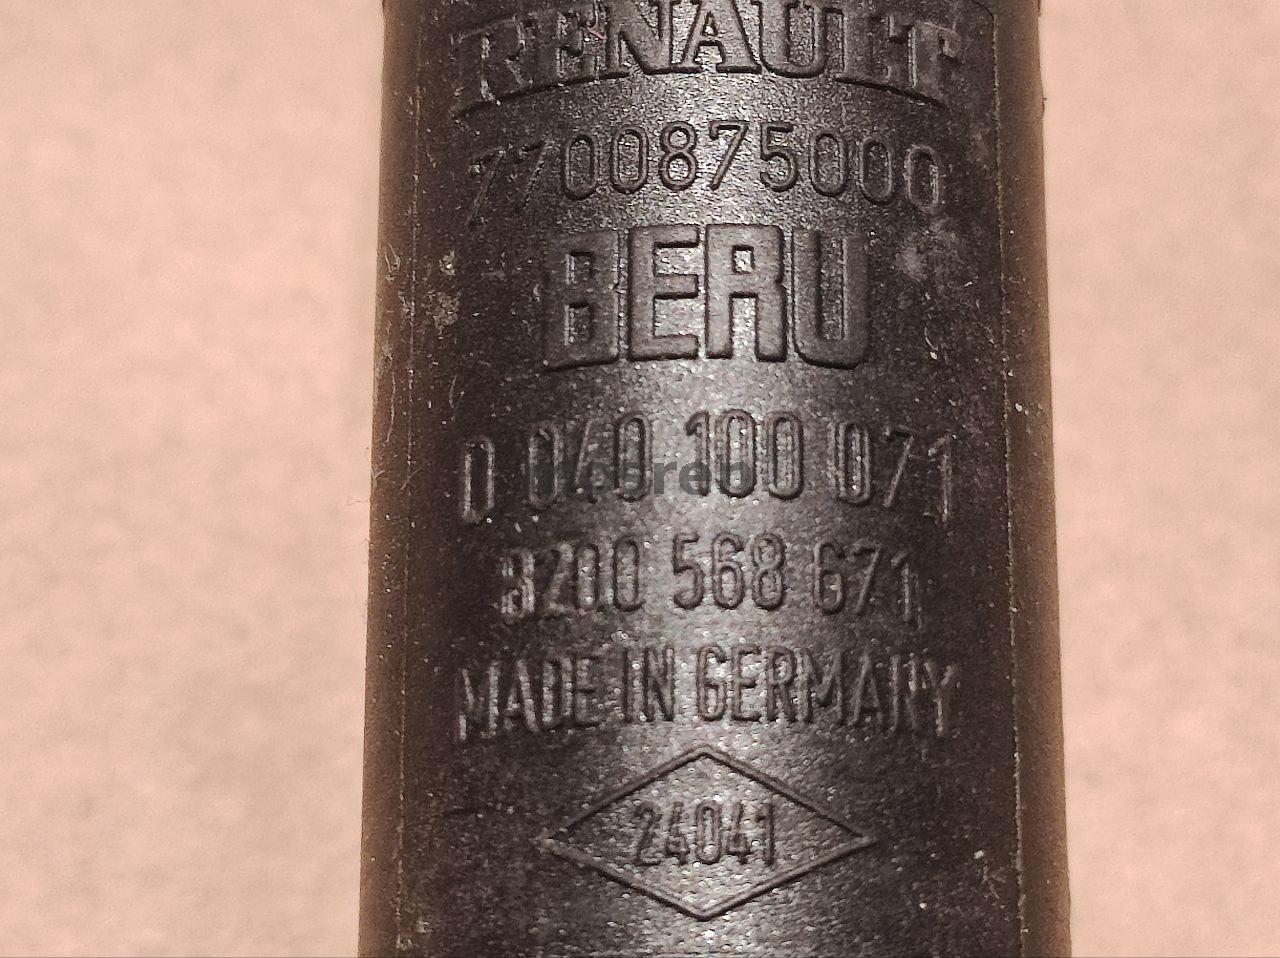 RENAULT
7700875000
BERU
0 040 100 071
8200 568 671
MADE IN GERMANY
24041